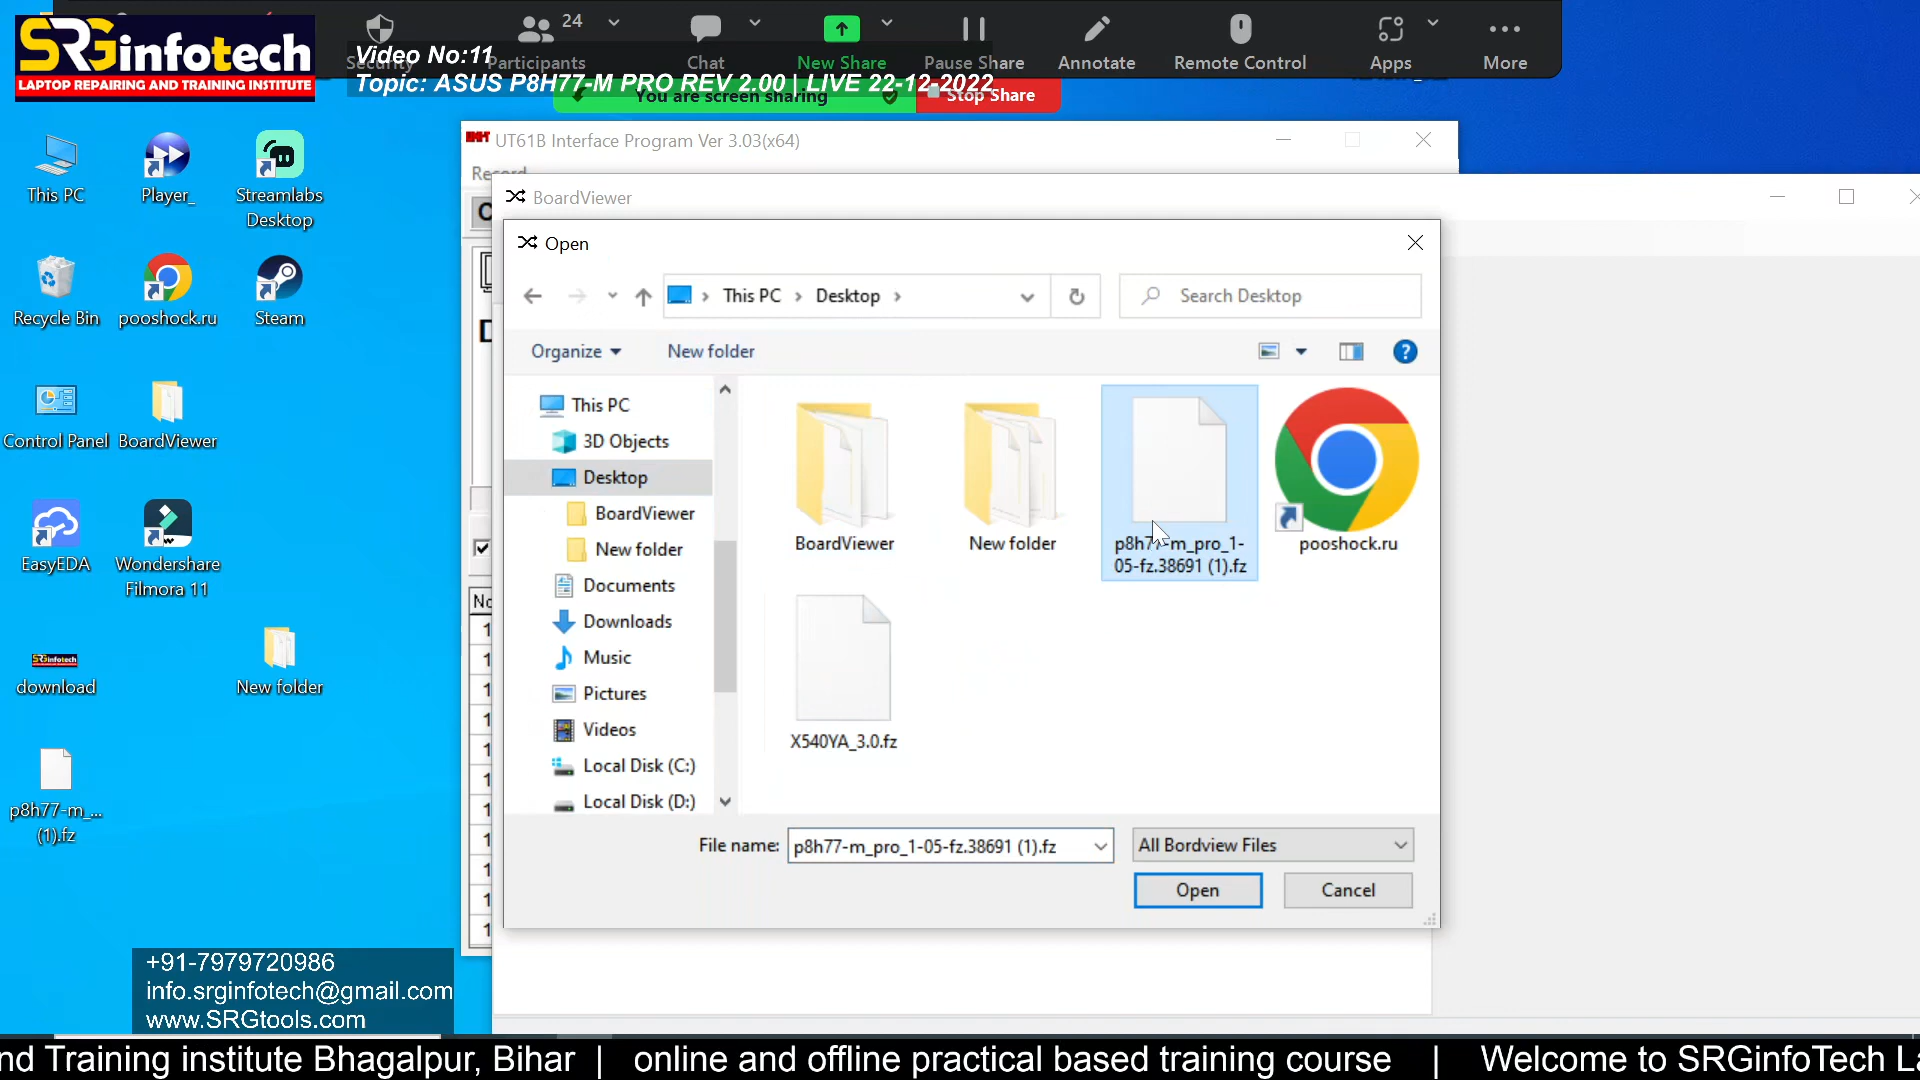 SRGinfotech
LAPTOP REPAIRING AND TRAINING INSTITUTE
Video No:11
Topic: ASUS P8H77-M PRO REV 2.00 | LIVE 22-12-2022
Security
Participants
24
Chat
New Share
Pause Share
Annotate
Remote Control
Apps
More
You are screen sharing
Stop Share
This PC
Player_
Streamlabs
Desktop
Recycle Bin
pooshock.ru
Steam
Control Panel
BoardViewer
EasyEDA
Wondershare
Filmora 11
SRGinfotech
download
New folder
p8h77-m_...
(1).fz
UT61B Interface Program Ver 3.03(x64)
Record
BoardViewer
Open
This PC > Desktop >
Search Desktop
Organize
New folder
This PC
3D Objects
Desktop
BoardViewer
New folder
Documents
Downloads
Music
Pictures
Videos
Local Disk (C:)
Local Disk (D:)
BoardViewer
New folder
p8h77-m_pro_1-
05-fz.38691 (1).fz
pooshock.ru
X540YA_3.0.fz
File name:
p8h77-m_pro_1-05-fz.38691 (1).fz
All Bordview Files
Open
Cancel
+91-7979720986
info.srginfotech@gmail.com
www.SRGtools.com
Training institute Bhagalpur, Bihar | online and offline practical based training course | Welcome to SRGinfoTech